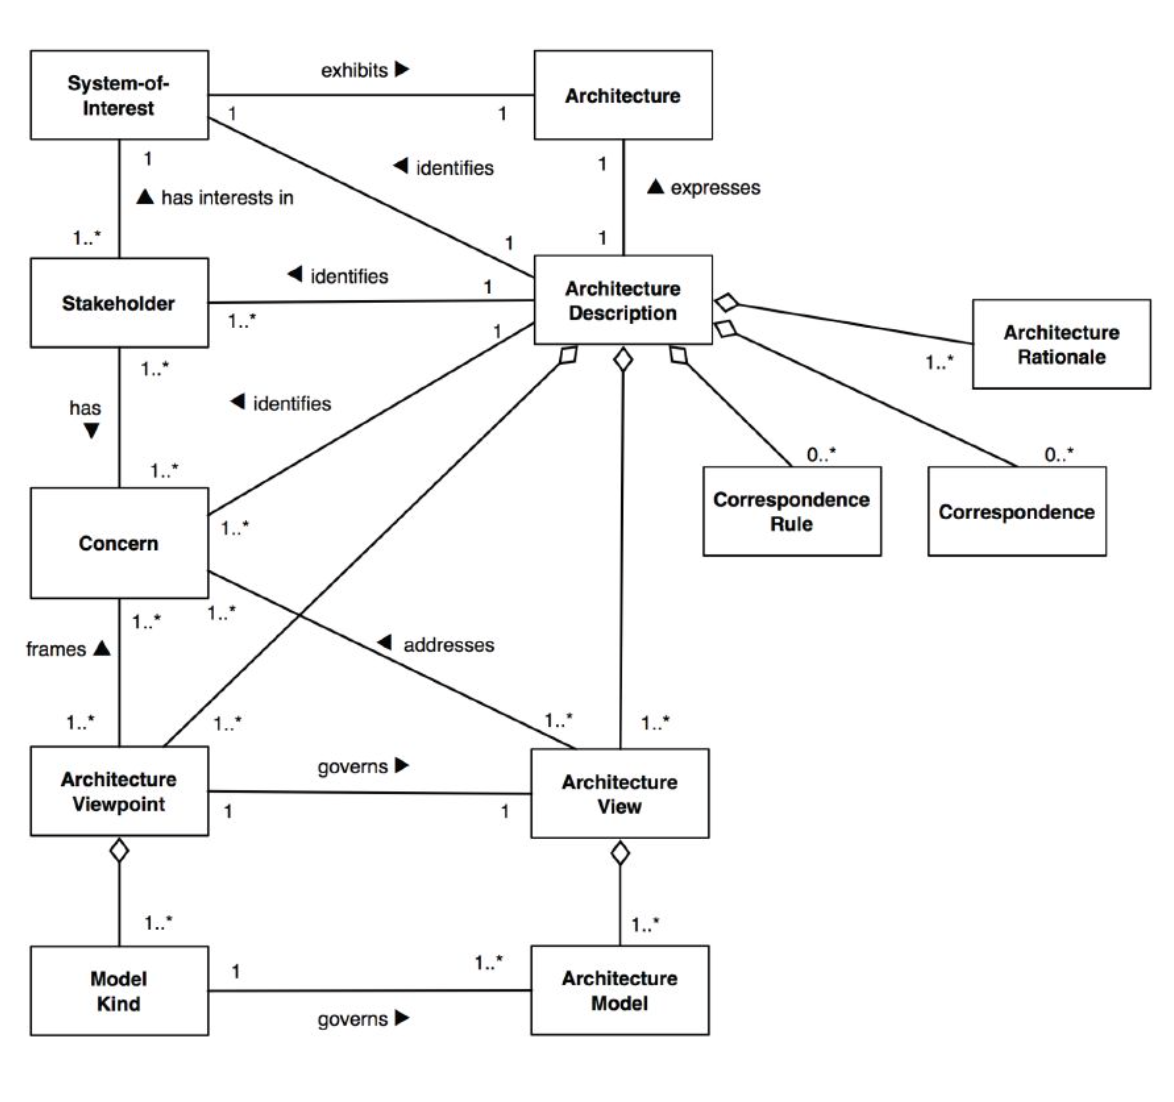 System-of-
Interest
exhibits ▶
Architecture
1
1
1
◀ identifies
1
▲ has interests in
▲ expresses
1..*
1
1
Stakeholder
◀ identifies
1
Architecture
Description
1..*
1
Architecture
Rationale
1..*
1..*
has
▼
◀ identifies
1..*
0..*
0..*
Concern
1..*
Correspondence
Rule
Correspondence
1..*
1..*
frames ▲
◀ addresses
1..*
1..*
1..*
1..*
Architecture
Viewpoint
governs ▶
1
1
Architecture
View
1..*
1..*
Model
Kind
1
1..*
governs ▶
Architecture
Model